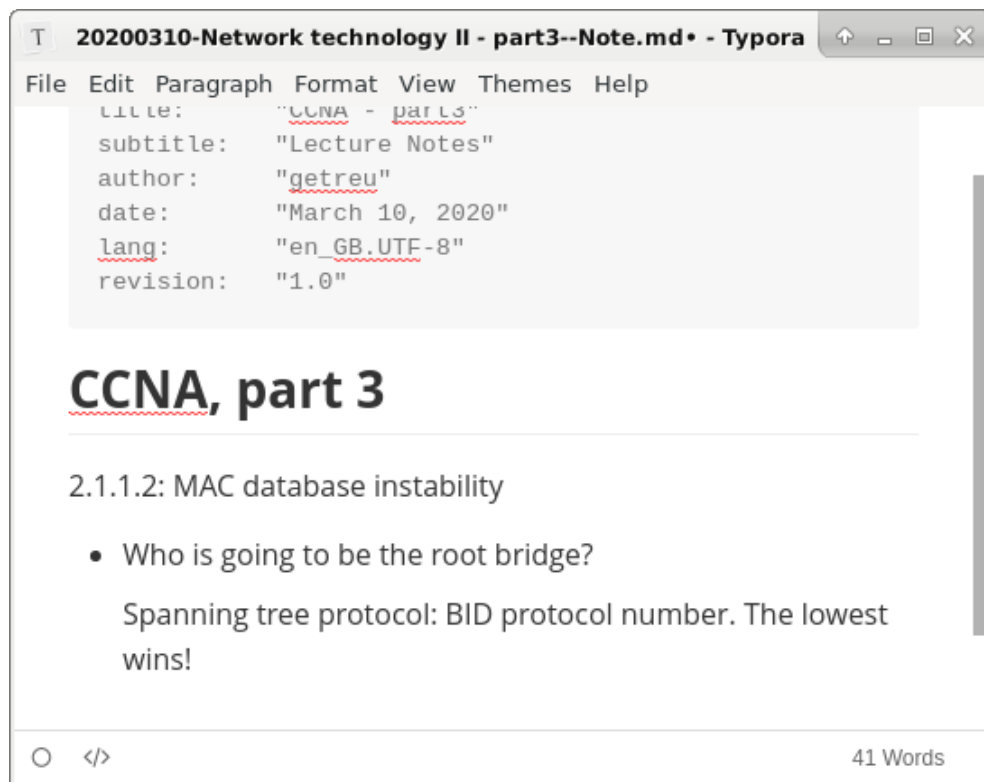 T 20200310-Network technology II - part3--Note.md• - Typora
File Edit Paragraph Format View Themes Help
title: "CCNA - part3"
subtitle: "Lecture Notes"
author: "getreu"
date: "March 10, 2020"
lang: "en_GB.UTF-8"
revision: "1.0"
CCNA, part 3
2.1.1.2: MAC database instability
• Who is going to be the root bridge?
Spanning tree protocol: BID protocol number. The lowest
wins!
</> 41 Words